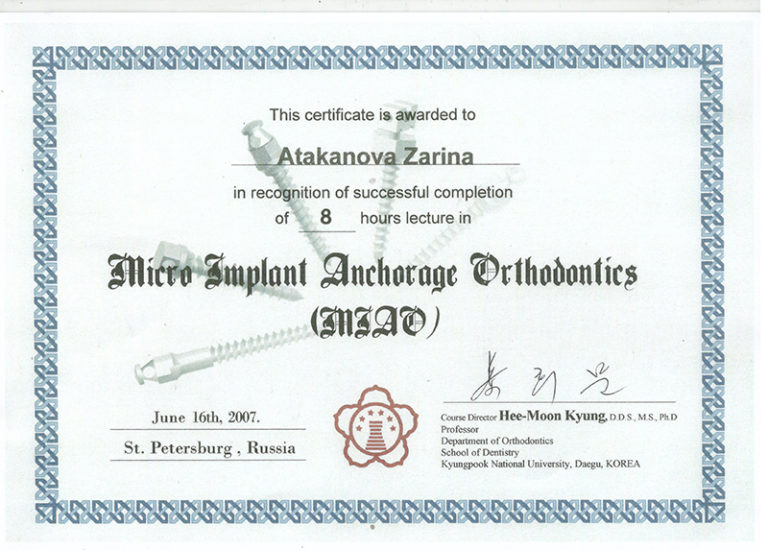 This certificate is awarded to
Atakanova Zarina
in recognition of successful completion
of 8 hours lecture in
Micro Implant Anchorage Orthodontics
(MIAO)
June 16th, 2007.
St. Petersburg , Russia
Course Director Hee-Moon Kyung, D.D.S., M.S., Ph.D
Professor
Department of Orthodontics
School of Dentistry
Kyungpook National University, Daegu, KOREA